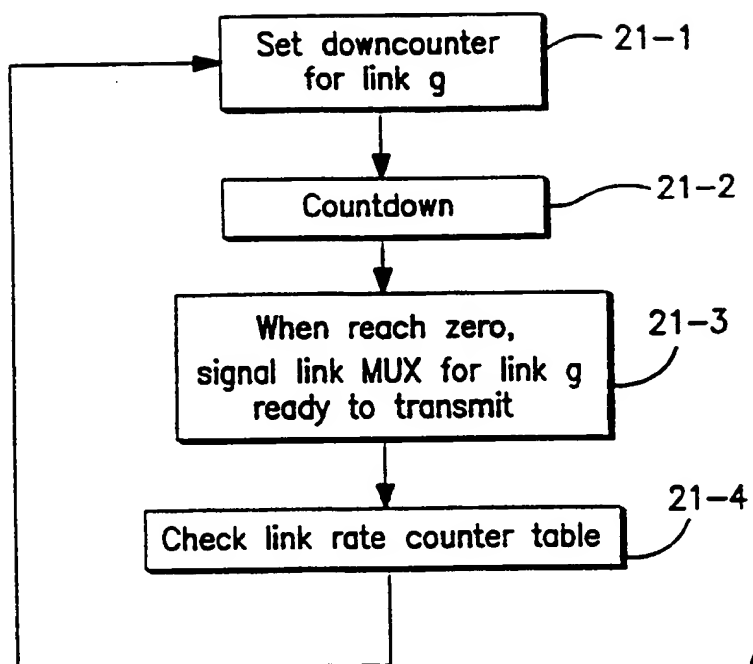 Set downcounter
for link g
21-1
Countdown
21-2
When reach zero,
signal link MUX for link g
ready to transmit
21-3
Check link rate counter table
21-4